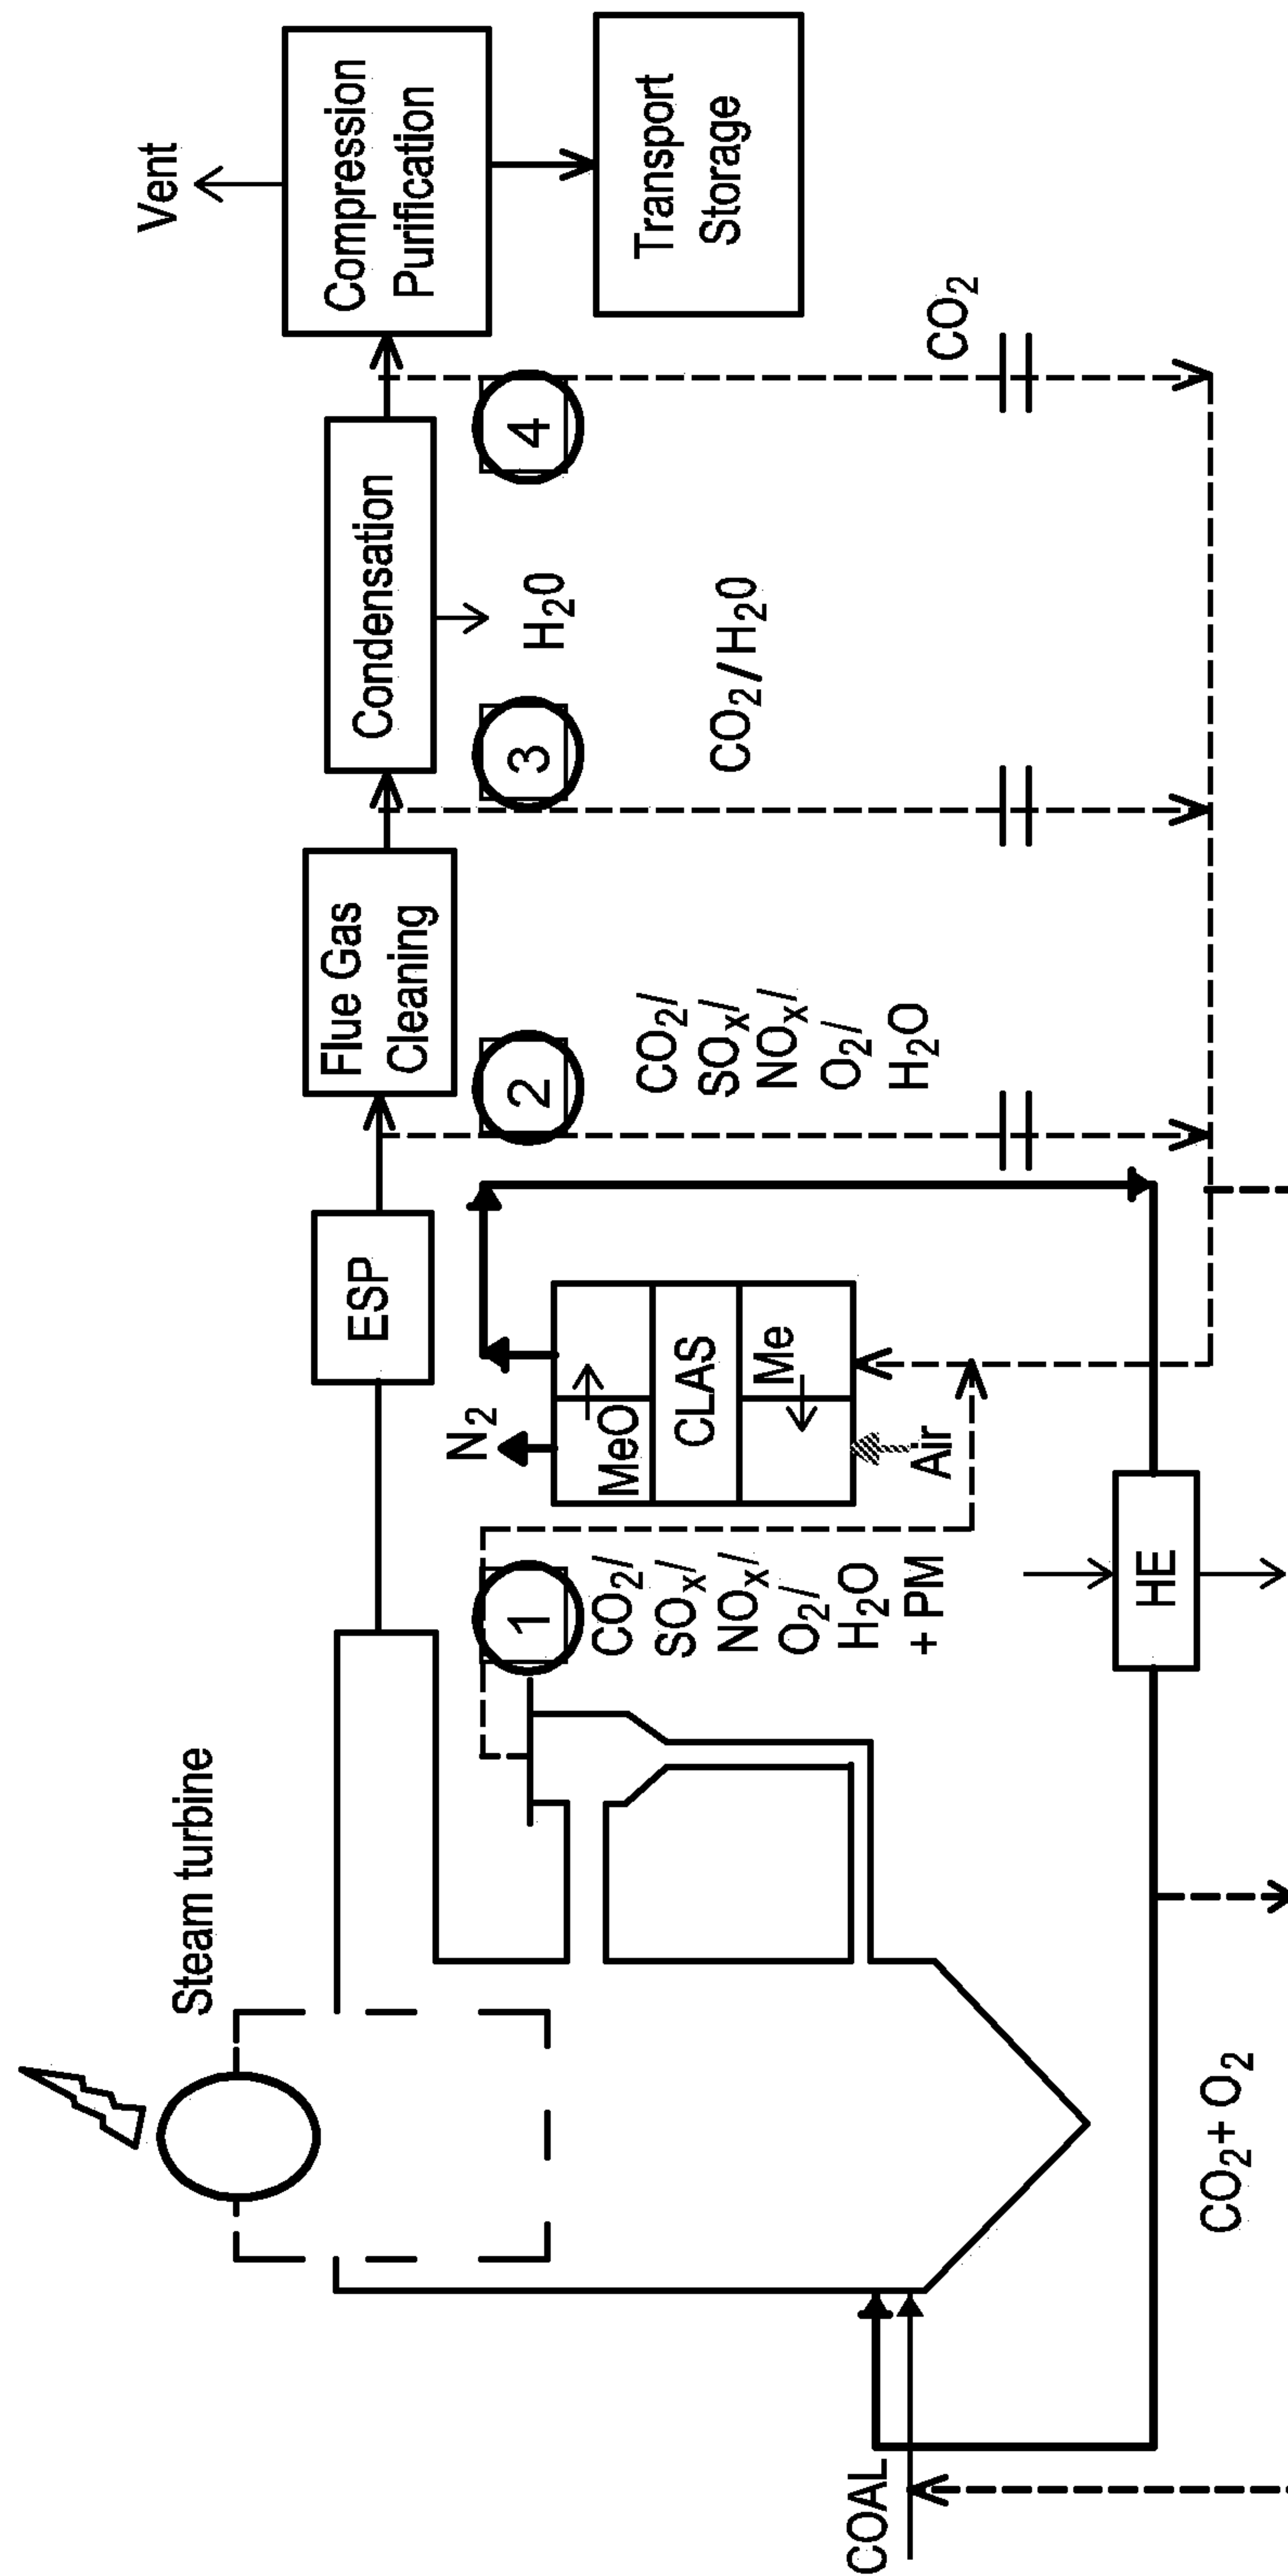 Steam turbine
Vent
ESP
Flue Gas
Cleaning
Condensation
Compression
Purification
Transport
Storage
1
CO₂/
SOₓ/
NOₓ/
O₂/
H₂O
+ PM
N₂
MeO
CLAS
Me
Air
2
CO₂/
SOₓ/
NOₓ/
O₂/
H₂O
3
H₂0
CO₂/H₂0
4
CO₂
COAL
HE
CO₂+ O₂